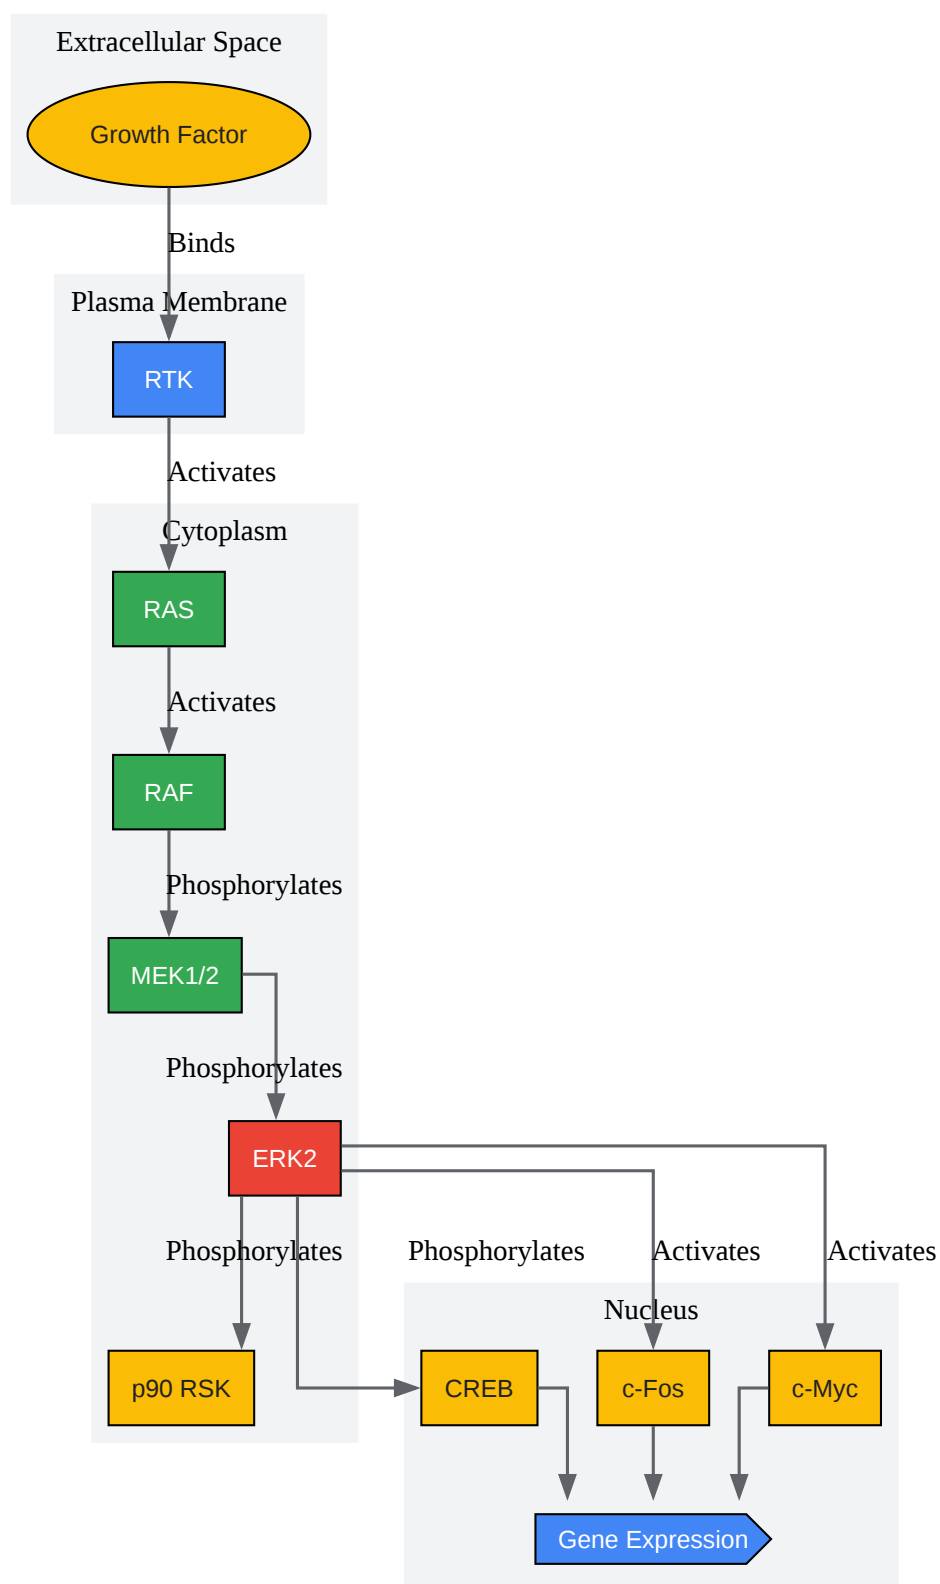 Extracellular Space
Growth Factor
Binds
Plasma Membrane
RTK
Activates
Cytoplasm
RAS
Activates
RAF
Phosphorylates
MEK1/2
Phosphorylates
ERK2
Phosphorylates
Phosphorylates
Activates
Activates
Nucleus
p90 RSK
CREB
c-Fos
c-Myc
Gene Expression